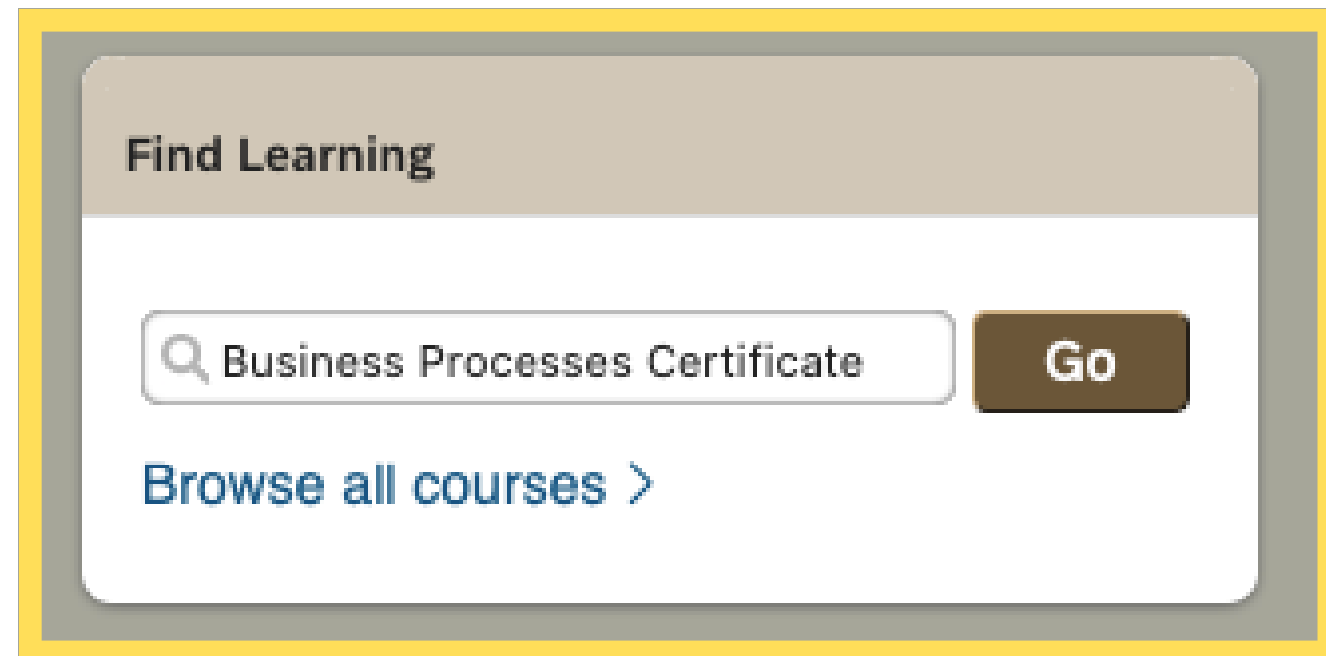 Find Learning
Business Processes Certificate
Go
Browse all courses >